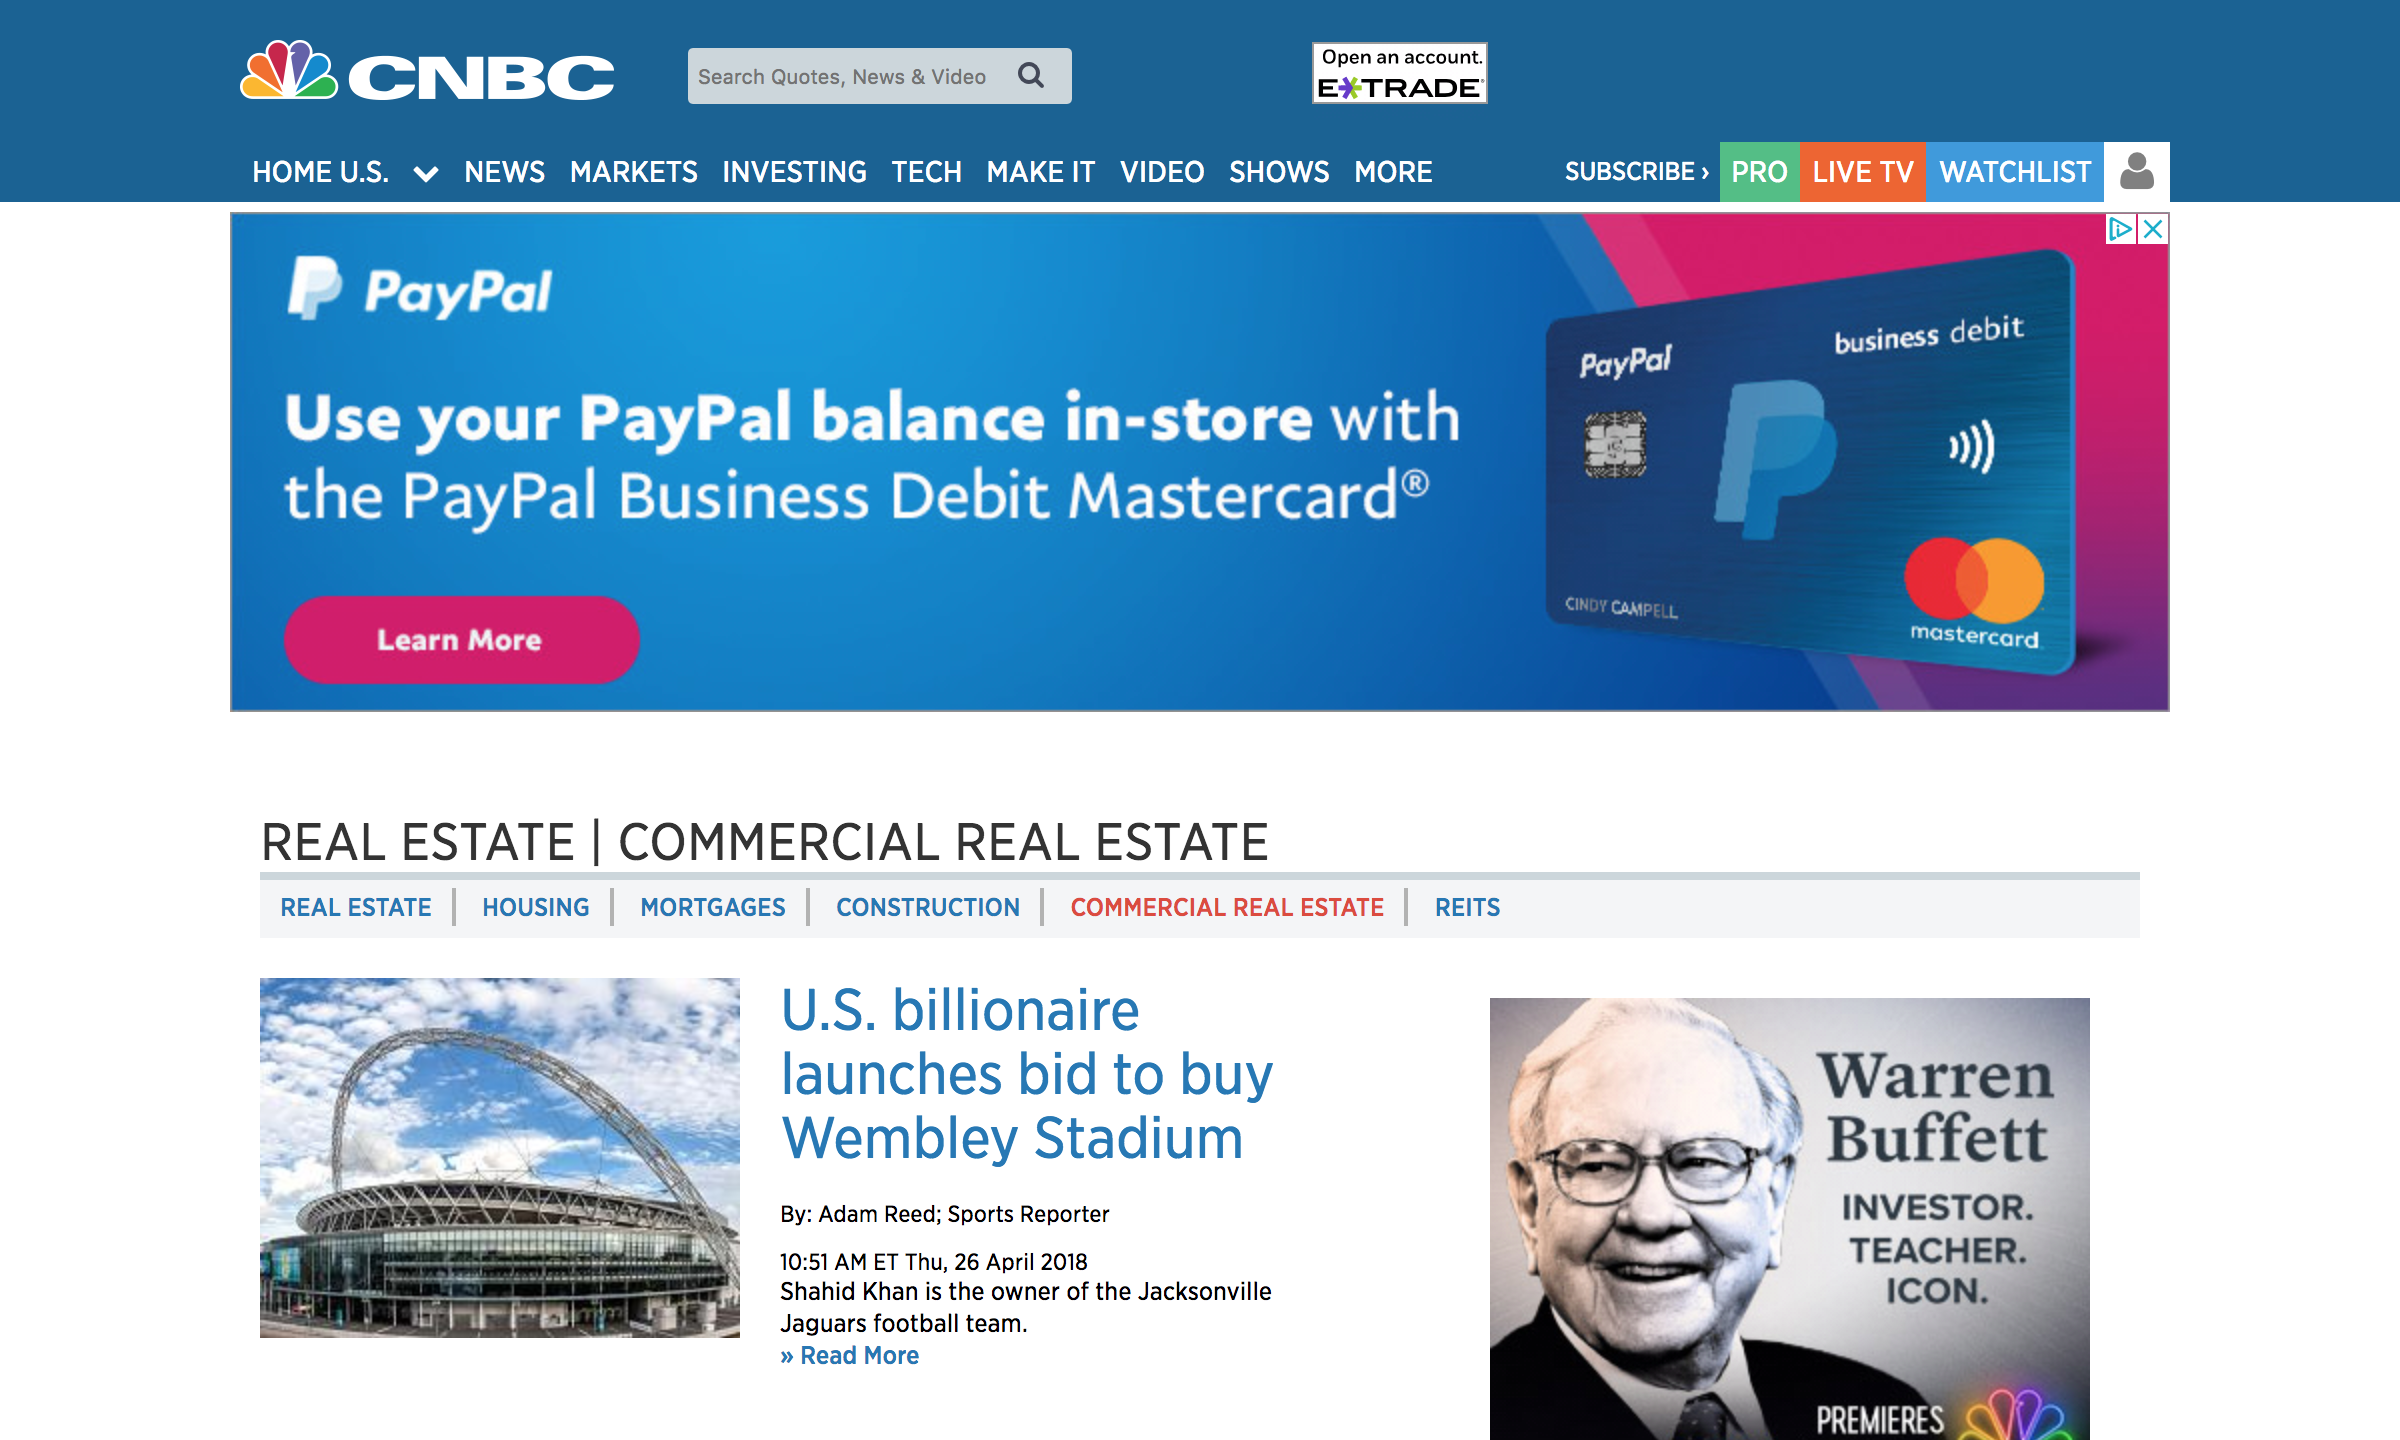 CNBC
Search Quotes, News & Video
Open an account.
E*TRADE
HOME U.S. NEWS MARKETS INVESTING TECH MAKE IT VIDEO SHOWS MORE SUBSCRIBE › PRO LIVE TV WATCHLIST
PayPal
Use your PayPal balance in-store with
the PayPal Business Debit Mastercard®
Learn More
PayPal
business debit
CINDY CAMPELL
mastercard
REAL ESTATE | COMMERCIAL REAL ESTATE
REAL ESTATE HOUSING MORTGAGES CONSTRUCTION COMMERCIAL REAL ESTATE REITS
U.S. billionaire
launches bid to buy
Wembley Stadium
By: Adam Reed; Sports Reporter
10:51 AM ET Thu, 26 April 2018
Shahid Khan is the owner of the Jacksonville
Jaguars football team.
» Read More
Warren
Buffett
INVESTOR.
TEACHER.
ICON.
PREMIERES